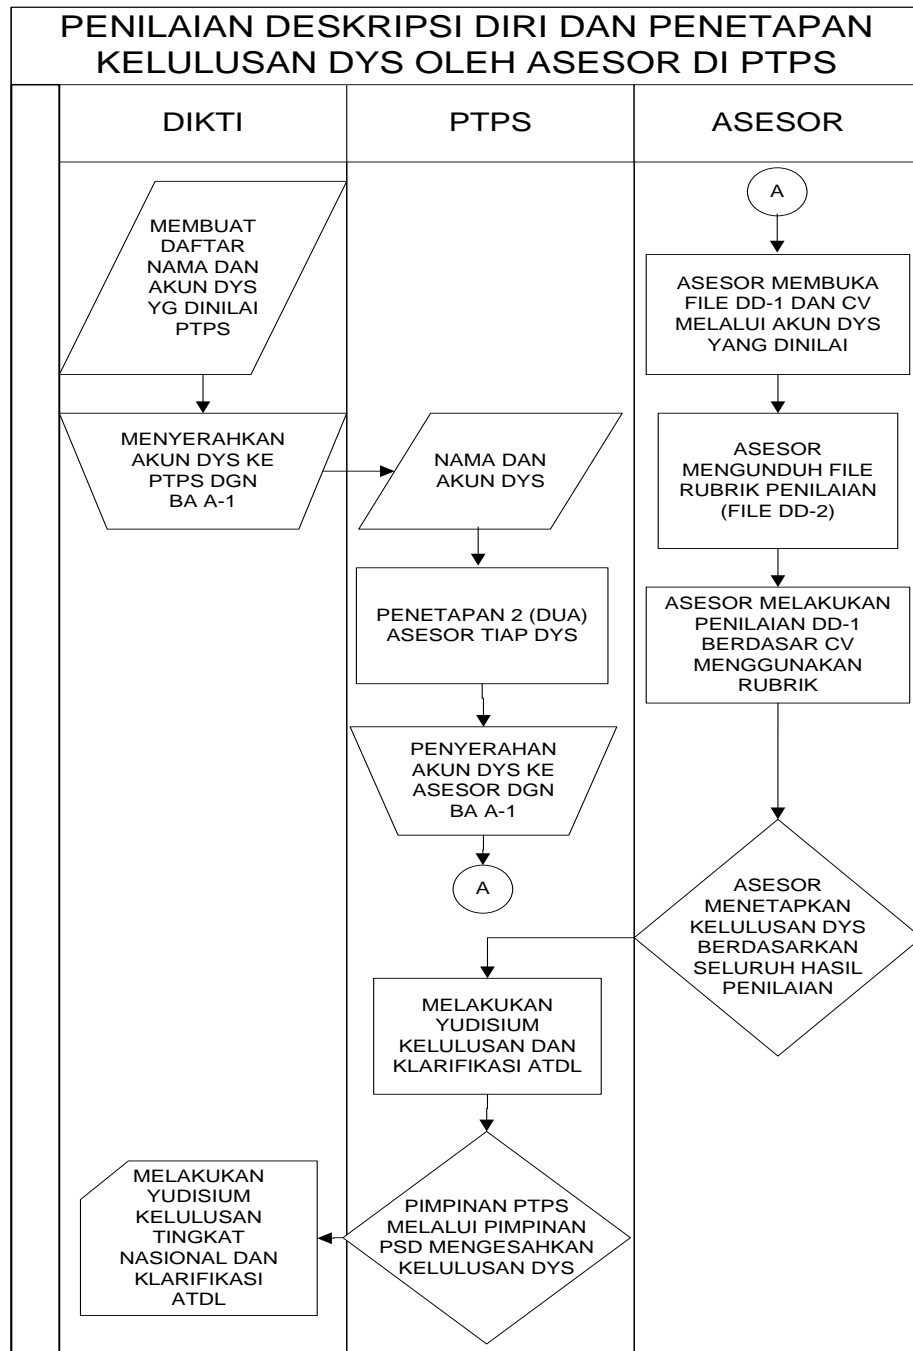 PENILAIAN DESKRIPSI DIRI DAN PENETAPAN
KELULUSAN DYS OLEH ASESOR DI PTPS
DIKTI
PTPS
ASESOR
MEMBUAT
DAFTAR
NAMA DAN
AKUN DYS
YG DINILAI
PTPS
MENYERAHKAN
AKUN DYS KE
PTPS DGN
BA A-1
NAMA DAN
AKUN DYS
PENETAPAN 2 (DUA)
ASESOR TIAP DYS
PENYERAHAN
AKUN DYS KE
ASESOR DGN
BA A-1
A
A
ASESOR MEMBUKA
FILE DD-1 DAN CV
MELALUI AKUN DYS
YANG DINILAI
ASESOR
MENGUNDUH FILE
RUBRIK PENILAIAN
(FILE DD-2)
ASESOR MELAKUKAN
PENILAIAN DD-1
BERDASAR CV
MENGGUNAKAN
RUBRIK
ASESOR
MENETAPKAN
KELULUSAN DYS
BERDASARKAN
SELURUH HASIL
PENILAIAN
MELAKUKAN
YUDISIUM
KELULUSAN DAN
KLARIFIKASI ATDL
PIMPINAN PTPS
MELALUI PIMPINAN
PSD MENGESAHKAN
KELULUSAN DYS
MELAKUKAN
YUDISIUM
KELULUSAN
TINGKAT
NASIONAL DAN
KLARIFIKASI
ATDL